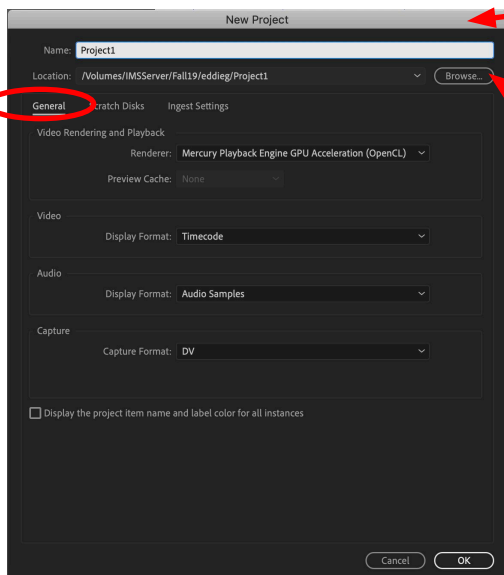 New Project
Name: Project1
Location: /Volumes/IMSServer/Fall19/eddieg/Project1 Browse...
General Scratch Disks Ingest Settings
Video Rendering and Playback
Renderer: Mercury Playback Engine GPU Acceleration (OpenCL)
Preview Cache: None
Video
Display Format: Timecode
Audio
Display Format: Audio Samples
Capture
Capture Format: DV
Display the project item name and label color for all instances
Cancel OK